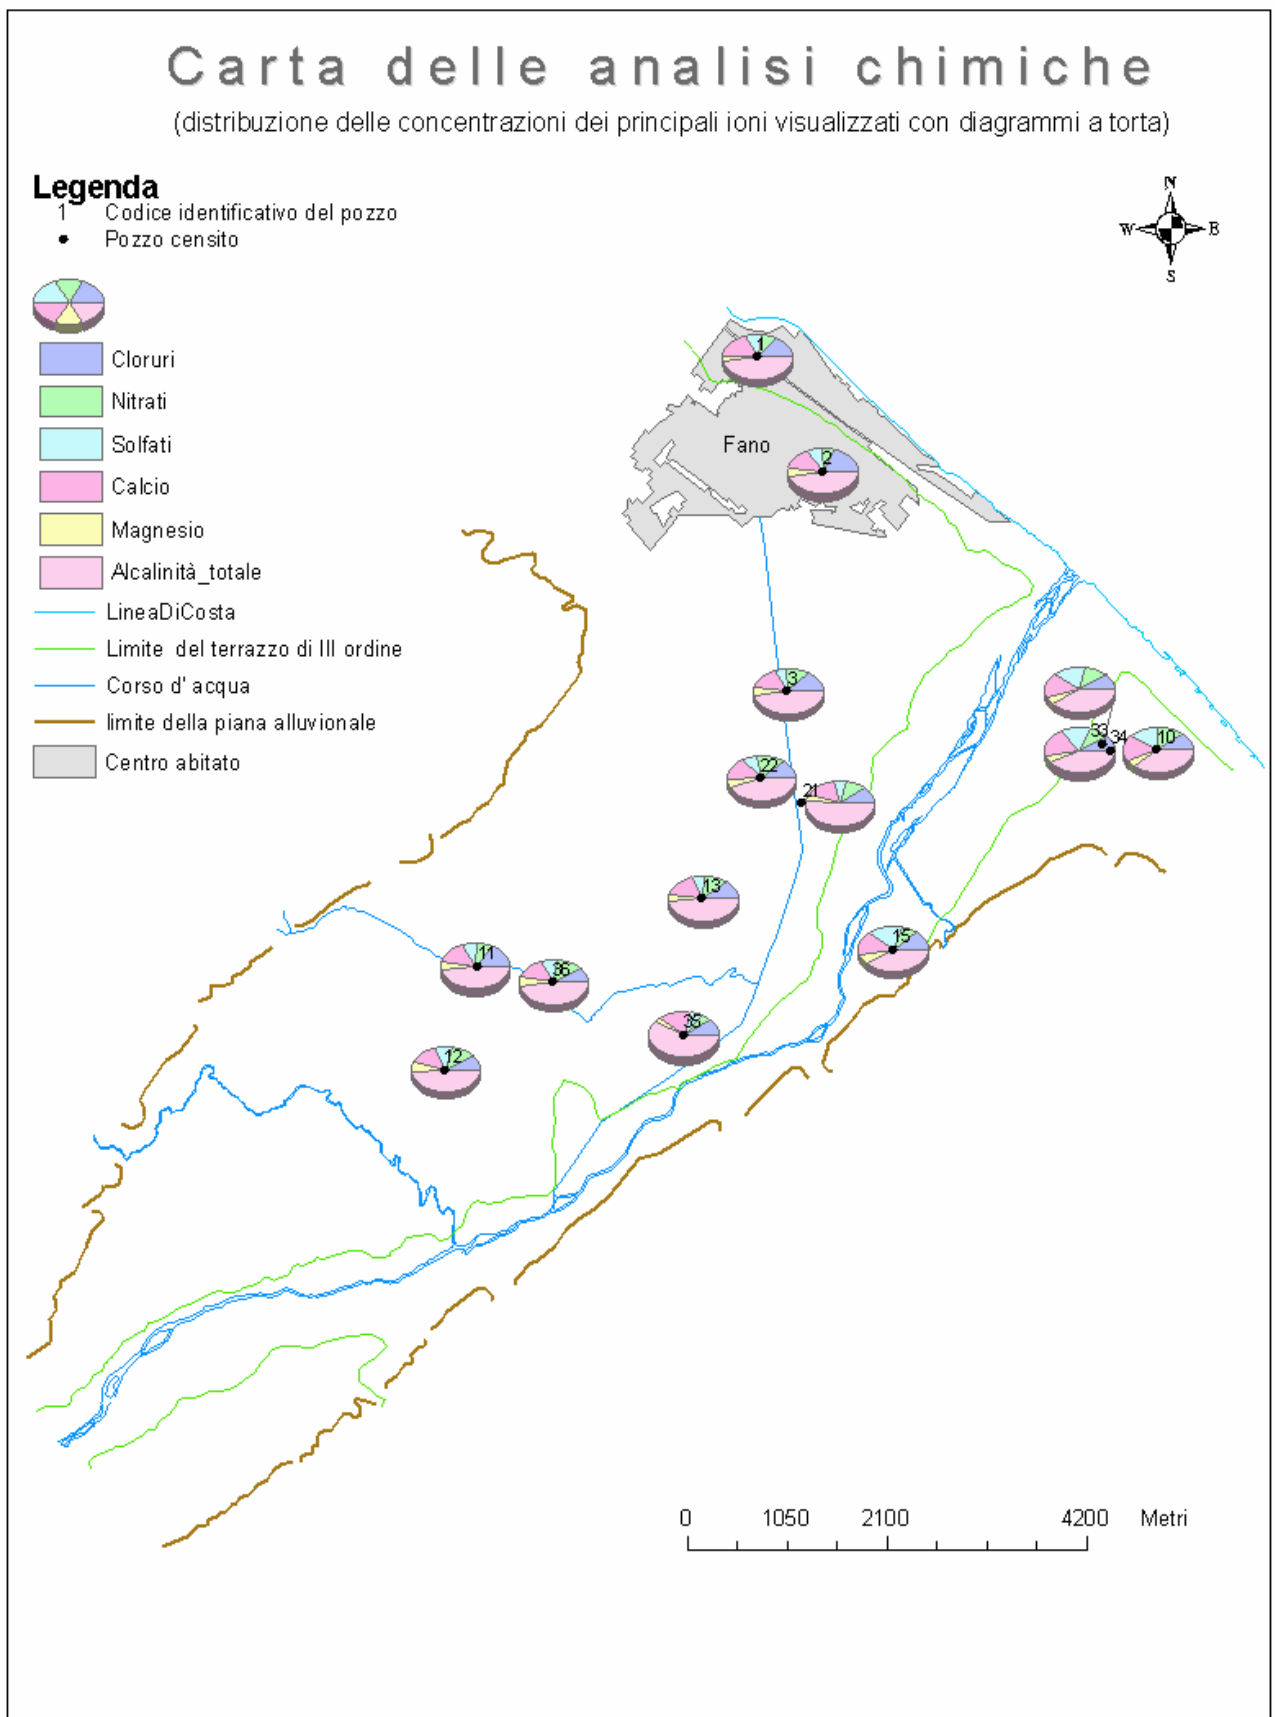 Carta delle analisi chimiche
(distribuzione delle concentrazioni dei principali ioni visualizzati con diagrammi a torta)
Legenda
1 Codice identificativo del pozzo
Pozzo censito
Cloruri
Nitrati
Solfati
Calcio
Magnesio
Alcalinità_totale
LineaDiCosta
Limite del terrazzo di III ordine
Corso d' acqua
limite della piana alluvionale
Centro abitato
N
W E
S
1
Fano
2
3
33
34
10
22
21
13
15
11
36
35
12
0 1050 2100 4200 Metri